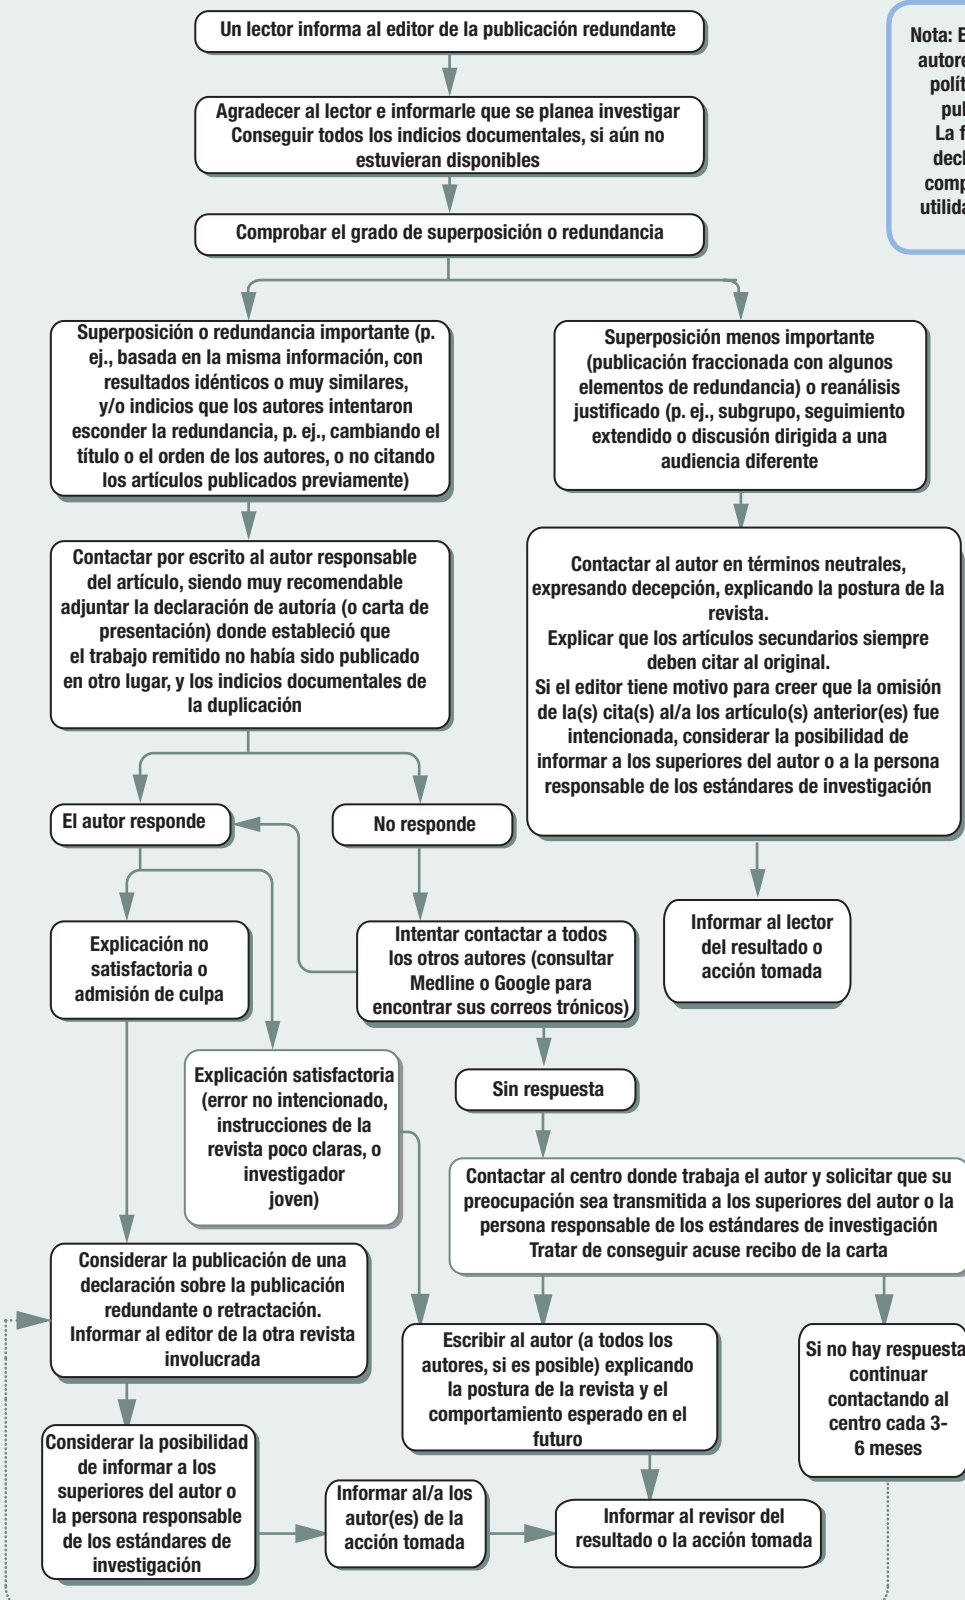 Un lector informa al editor de la publicación redundante
Nota: E
autore
polít
pub
La f
decl
comp
utilida
Agradecer al lector e informarle que se planea investigar
Conseguir todos los indicios documentales, si aún no
estuvieran disponibles
Comprobar el grado de superposición o redundancia
Superposición o redundancia importante (p.
ej., basada en la misma información, con
resultados idénticos o muy similares,
y/o indicios que los autores intentaron
esconder la redundancia, p. ej., cambiando el
título o el orden de los autores, o no citando
los artículos publicados previamente)
Superposición menos importante
(publicación fraccionada con algunos
elementos de redundancia) o reanálisis
justificado (p. ej., subgrupo, seguimiento
extendido o discusión dirigida a una
audiencia diferente
Contactar por escrito al autor responsable
del artículo, siendo muy recomendable
adjuntar la declaración de autoría (o carta de
presentación) donde estableció que
el trabajo remitido no había sido publicado
en otro lugar, y los indicios documentales de
la duplicación
Contactar al autor en términos neutrales,
expresando decepción, explicando la postura de la
revista.
Explicar que los artículos secundarios siempre
deben citar al original.
Si el editor tiene motivo para creer que la omisión
de la(s) cita(s) al/a los artículo(s) anterior(es) fue
intencionada, considerar la posibilidad de
informar a los superiores del autor o a la persona
responsable de los estándares de investigación
El autor responde
No responde
Informar al lector
del resultado o
acción tomada
Explicación no
satisfactoria o
admisión de culpa
Intentar contactar a todos
los otros autores (consultar
Medline o Google para
encontrar sus correos trónicos)
Explicación satisfactoria
(error no intencionado,
instrucciones de la
revista poco claras, o
investigador
joven)
Sin respuesta
Contactar al centro donde trabaja el autor y solicitar que su
preocupación sea transmitida a los superiores del autor o la
persona responsable de los estándares de investigación
Tratar de conseguir acuse recibo de la carta
Considerar la publicación de una
declaración sobre la publicación
redundante o retractación.
Informar al editor de la otra revista
involucrada
Escribir al autor (a todos los
autores, si es posible) explicando
la postura de la revista y el
comportamiento esperado en el
futuro
Si no hay respuesta
continuar
contactando al
centro cada 3-
6 meses
Considerar la posibilidad
de informar a los
superiores del autor o
la persona responsable
de los estándares de
investigación
Informar al/a los
autor(es) de la
acción tomada
Informar al revisor del
resultado o la acción tomada